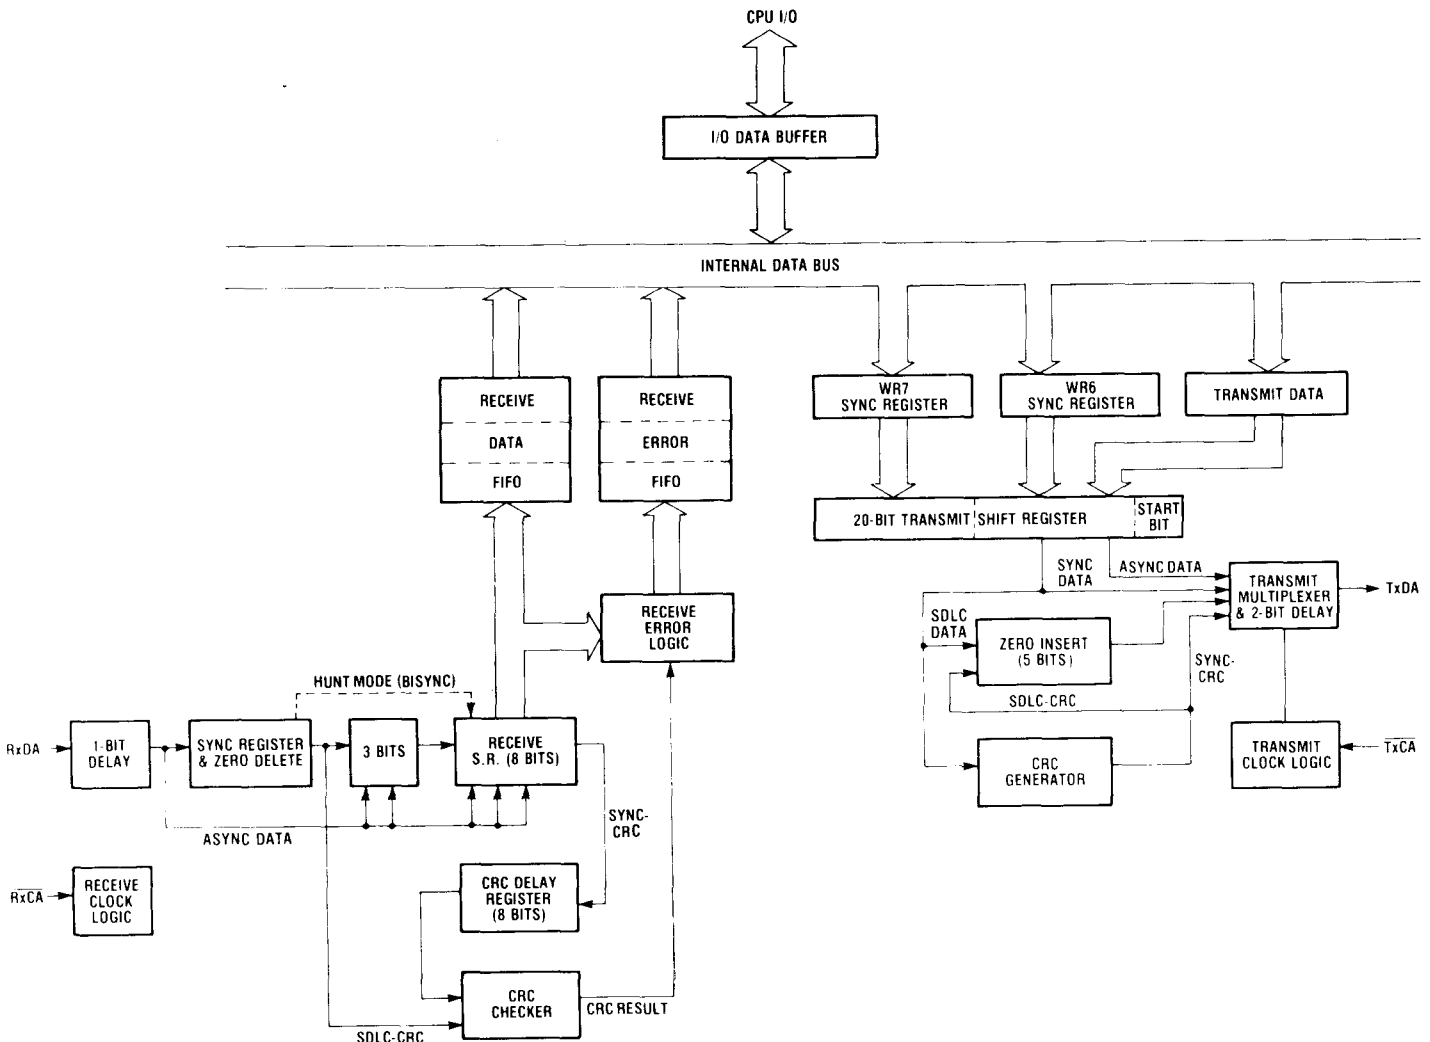 CPU I/O
I/O DATA BUFFER
INTERNAL DATA BUS
RECEIVE
DATA
FIFO
RECEIVE
ERROR
FIFO
WR7
SYNC REGISTER
WR6
SYNC REGISTER
TRANSMIT DATA
20-BIT TRANSMIT SHIFT REGISTER
START
BIT
SYNC
DATA
ASYNC DATA
TRANSMIT
MULTIPLEXER
& 2-BIT DELAY
TxDA
RECEIVE
ERROR
LOGIC
SDLC
DATA
ZERO INSERT
(5 BITS)
SYNC-
CRC
SDLC-CRC
HUNT MODE (BISYNC)
RxDA
1-BIT
DELAY
SYNC REGISTER
& ZERO DELETE
3 BITS
RECEIVE
S.R. (8 BITS)
CRC
GENERATOR
TRANSMIT
CLOCK LOGIC
TxCA
ASYNC DATA
SYNC-
CRC
RxCA
RECEIVE
CLOCK
LOGIC
CRC DELAY
REGISTER
(8 BITS)
CRC
CHECKER
CRC RESULT
SDLC-CRC